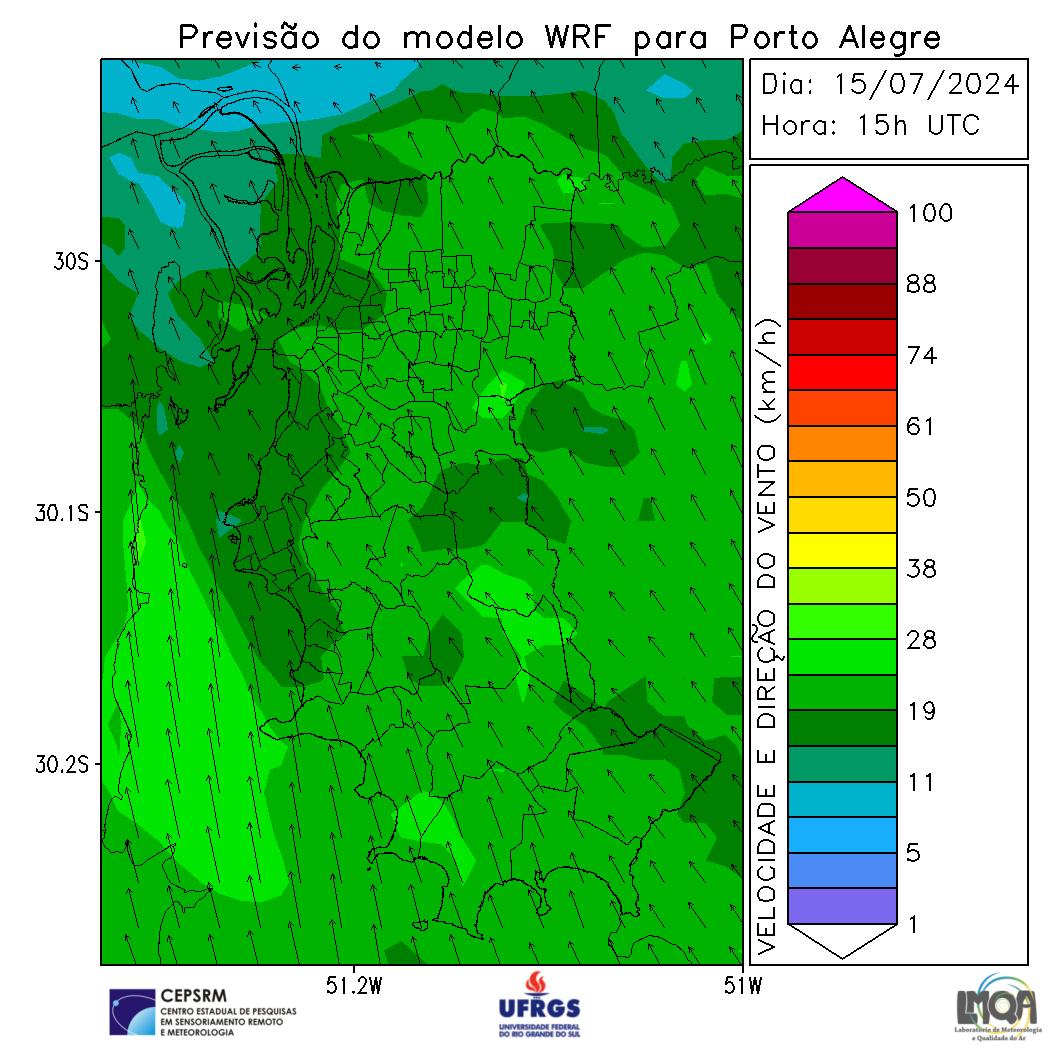 Previsão do modelo WRF para Porto Alegre
Dia: 15/07/2024
Hora: 15h UTC
30S
30.1S
30.2S
51.2W
51W
VELOCIDADE E DIREÇÃO DO VENTO (km/h)
100
88
74
61
50
38
28
19
11
5
1
CEPSRM
CENTRO ESTADUAL DE PESQUISAS
EM SENSORIAMENTO REMOTO
E METEOROLOGIA
UFRGS
UNIVERSIDADE FEDERAL
DO RIO GRANDE DO SUL
LMQA
Laboratório de Meteorologia
e Qualidade do Ar